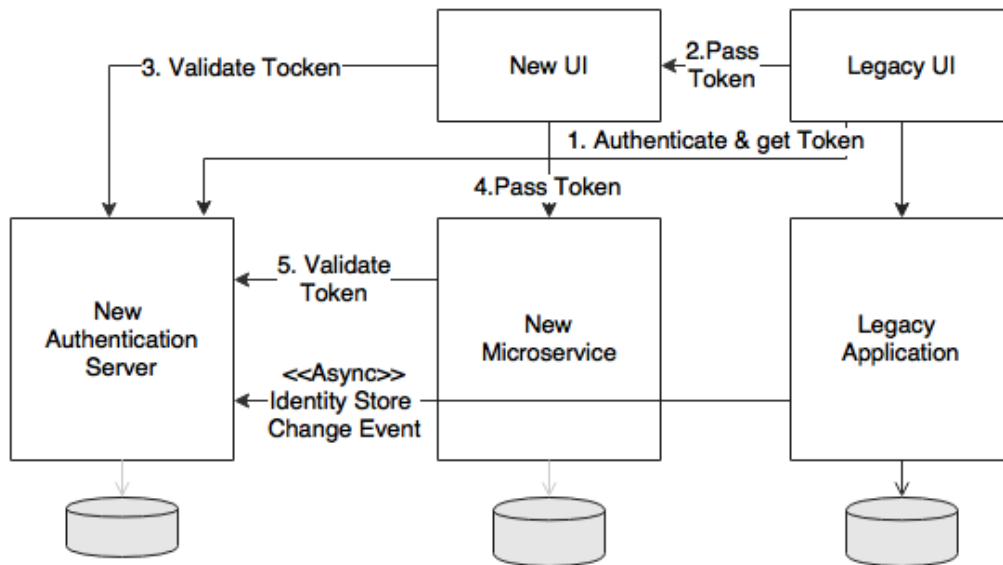 3. Validate Tocken
New UI
2.Pass
Token
Legacy UI
1. Authenticate & get Token
4.Pass Token
5. Validate
Token
New
Authentication
Server
New
Microservice
Legacy
Application
<<Async>>
Identity Store
Change Event